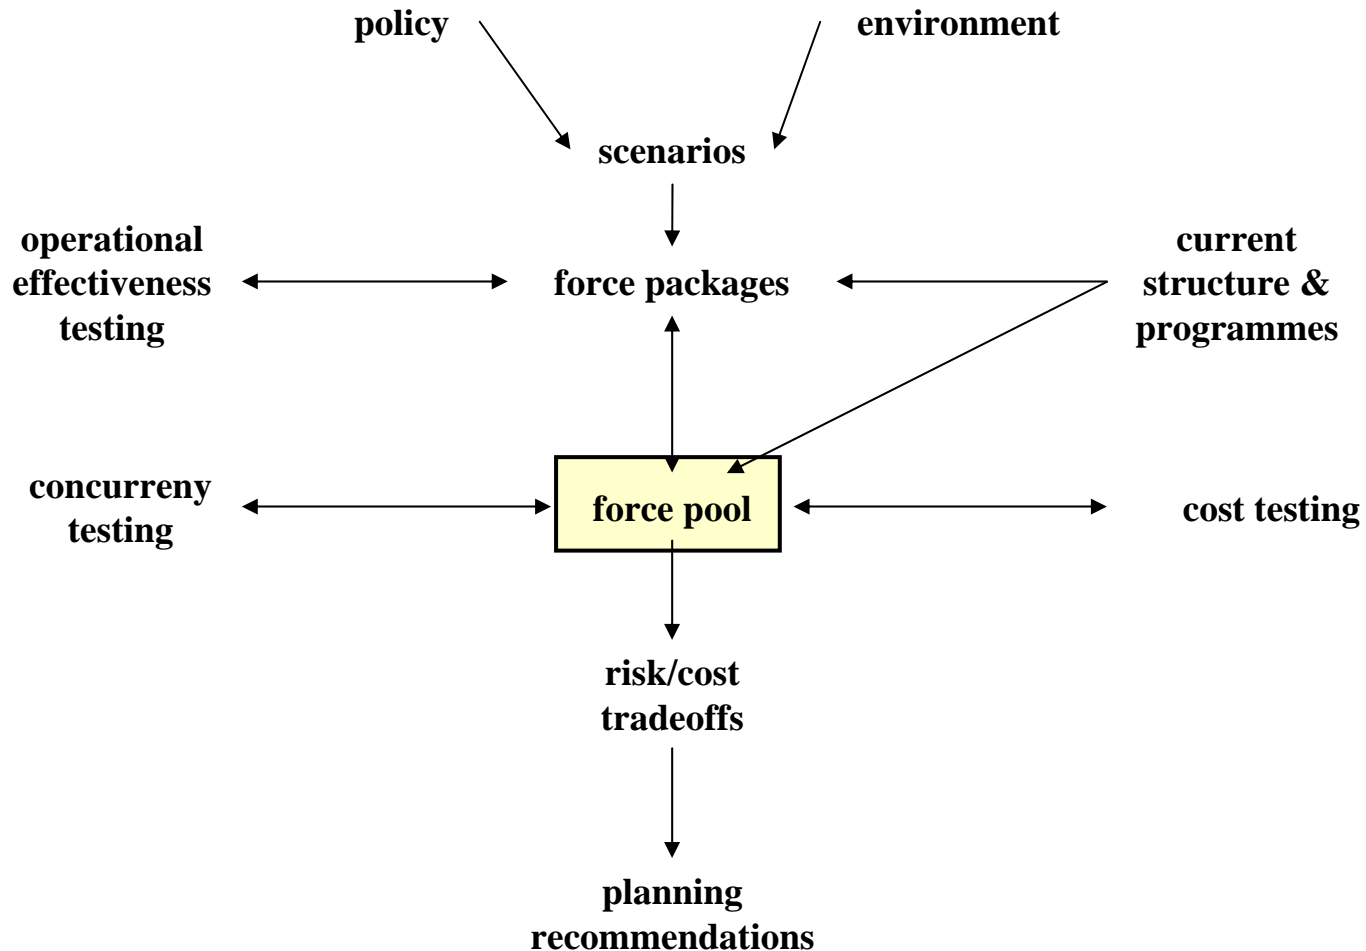 policy
environment
scenarios
operational
effectiveness
testing
force packages
current
structure &
programmes
concurreny
testing
force pool
cost testing
risk/cost
tradeoffs
planning
recommendations